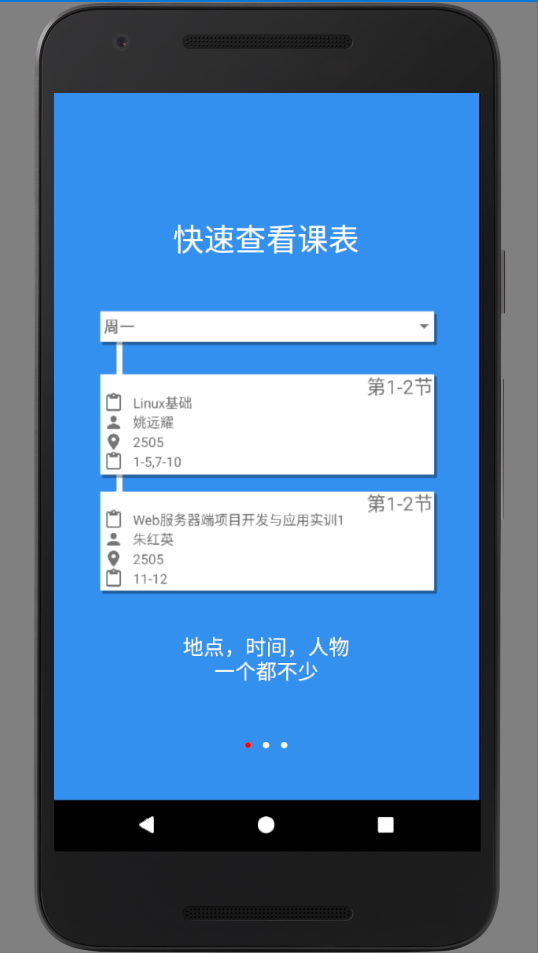 快速查看课表
周一
第1-2节
Linux基础
姚远耀
2505
1-5,7-10
第1-2节
Web服务器端项目开发与应用实训1
朱红英
2505
11-12
地点，时间，人物
一个都不少